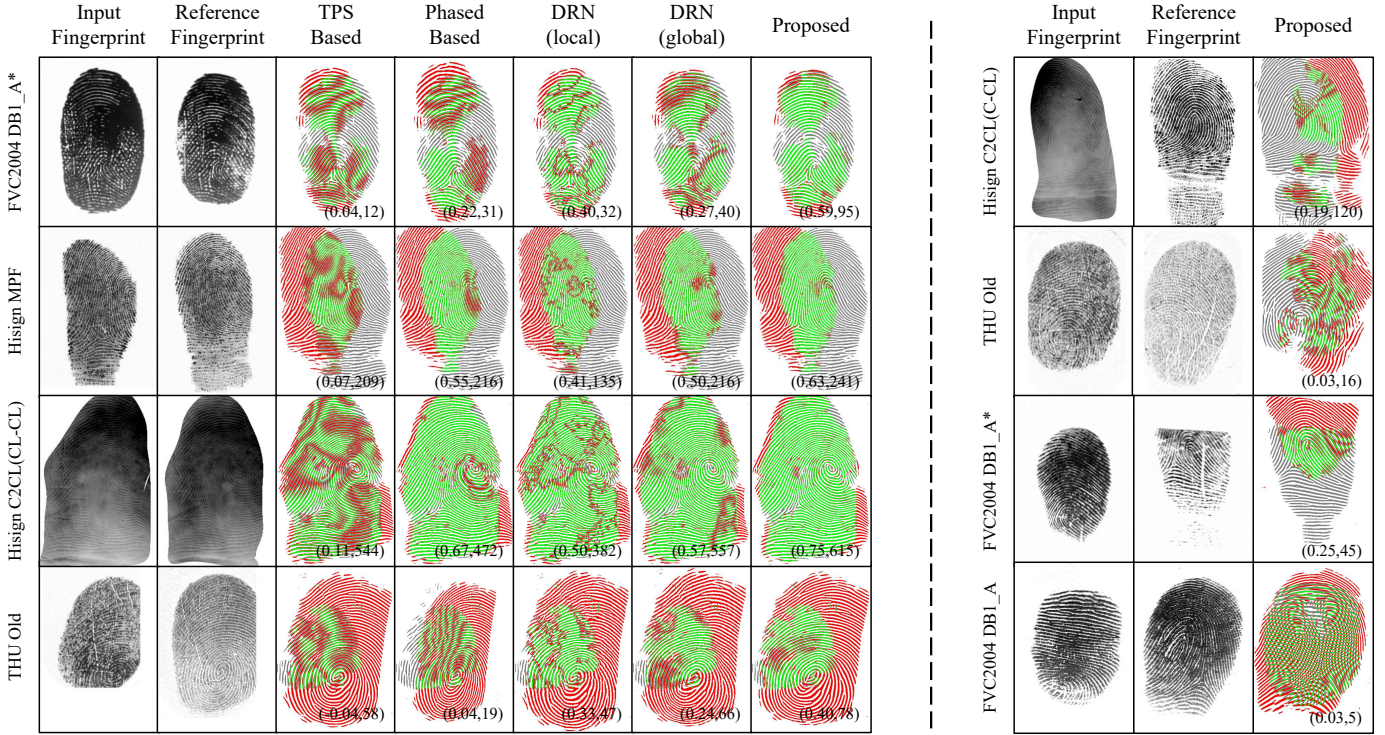 Input Fingerprint
Reference Fingerprint
TPS Based
Phased Based
DRN (local)
DRN (global)
Proposed
FVC2004 DB1_A*
(0.04,12)
(0.22,31)
(0.40,32)
(0.27,40)
(0.59,95)
Hisign MPF
(0.07,209)
(0.55,216)
(0.41,135)
(0.50,216)
(0.63,241)
Hisign C2CL(CL-CL)
(0.11,544)
(0.67,472)
(0.50,382)
(0.57,557)
(0.75,615)
THU Old
(-0.04,58)
(0.04,19)
(0.33,47)
(0.24,66)
(0.40,78)
Input Fingerprint
Reference Fingerprint
Proposed
Hisign C2CL(C-CL)
(0.19,120)
THU Old
(0.03,16)
FVC2004 DB1_A*
(0.25,45)
FVC2004 DB1_A
(0.03,5)